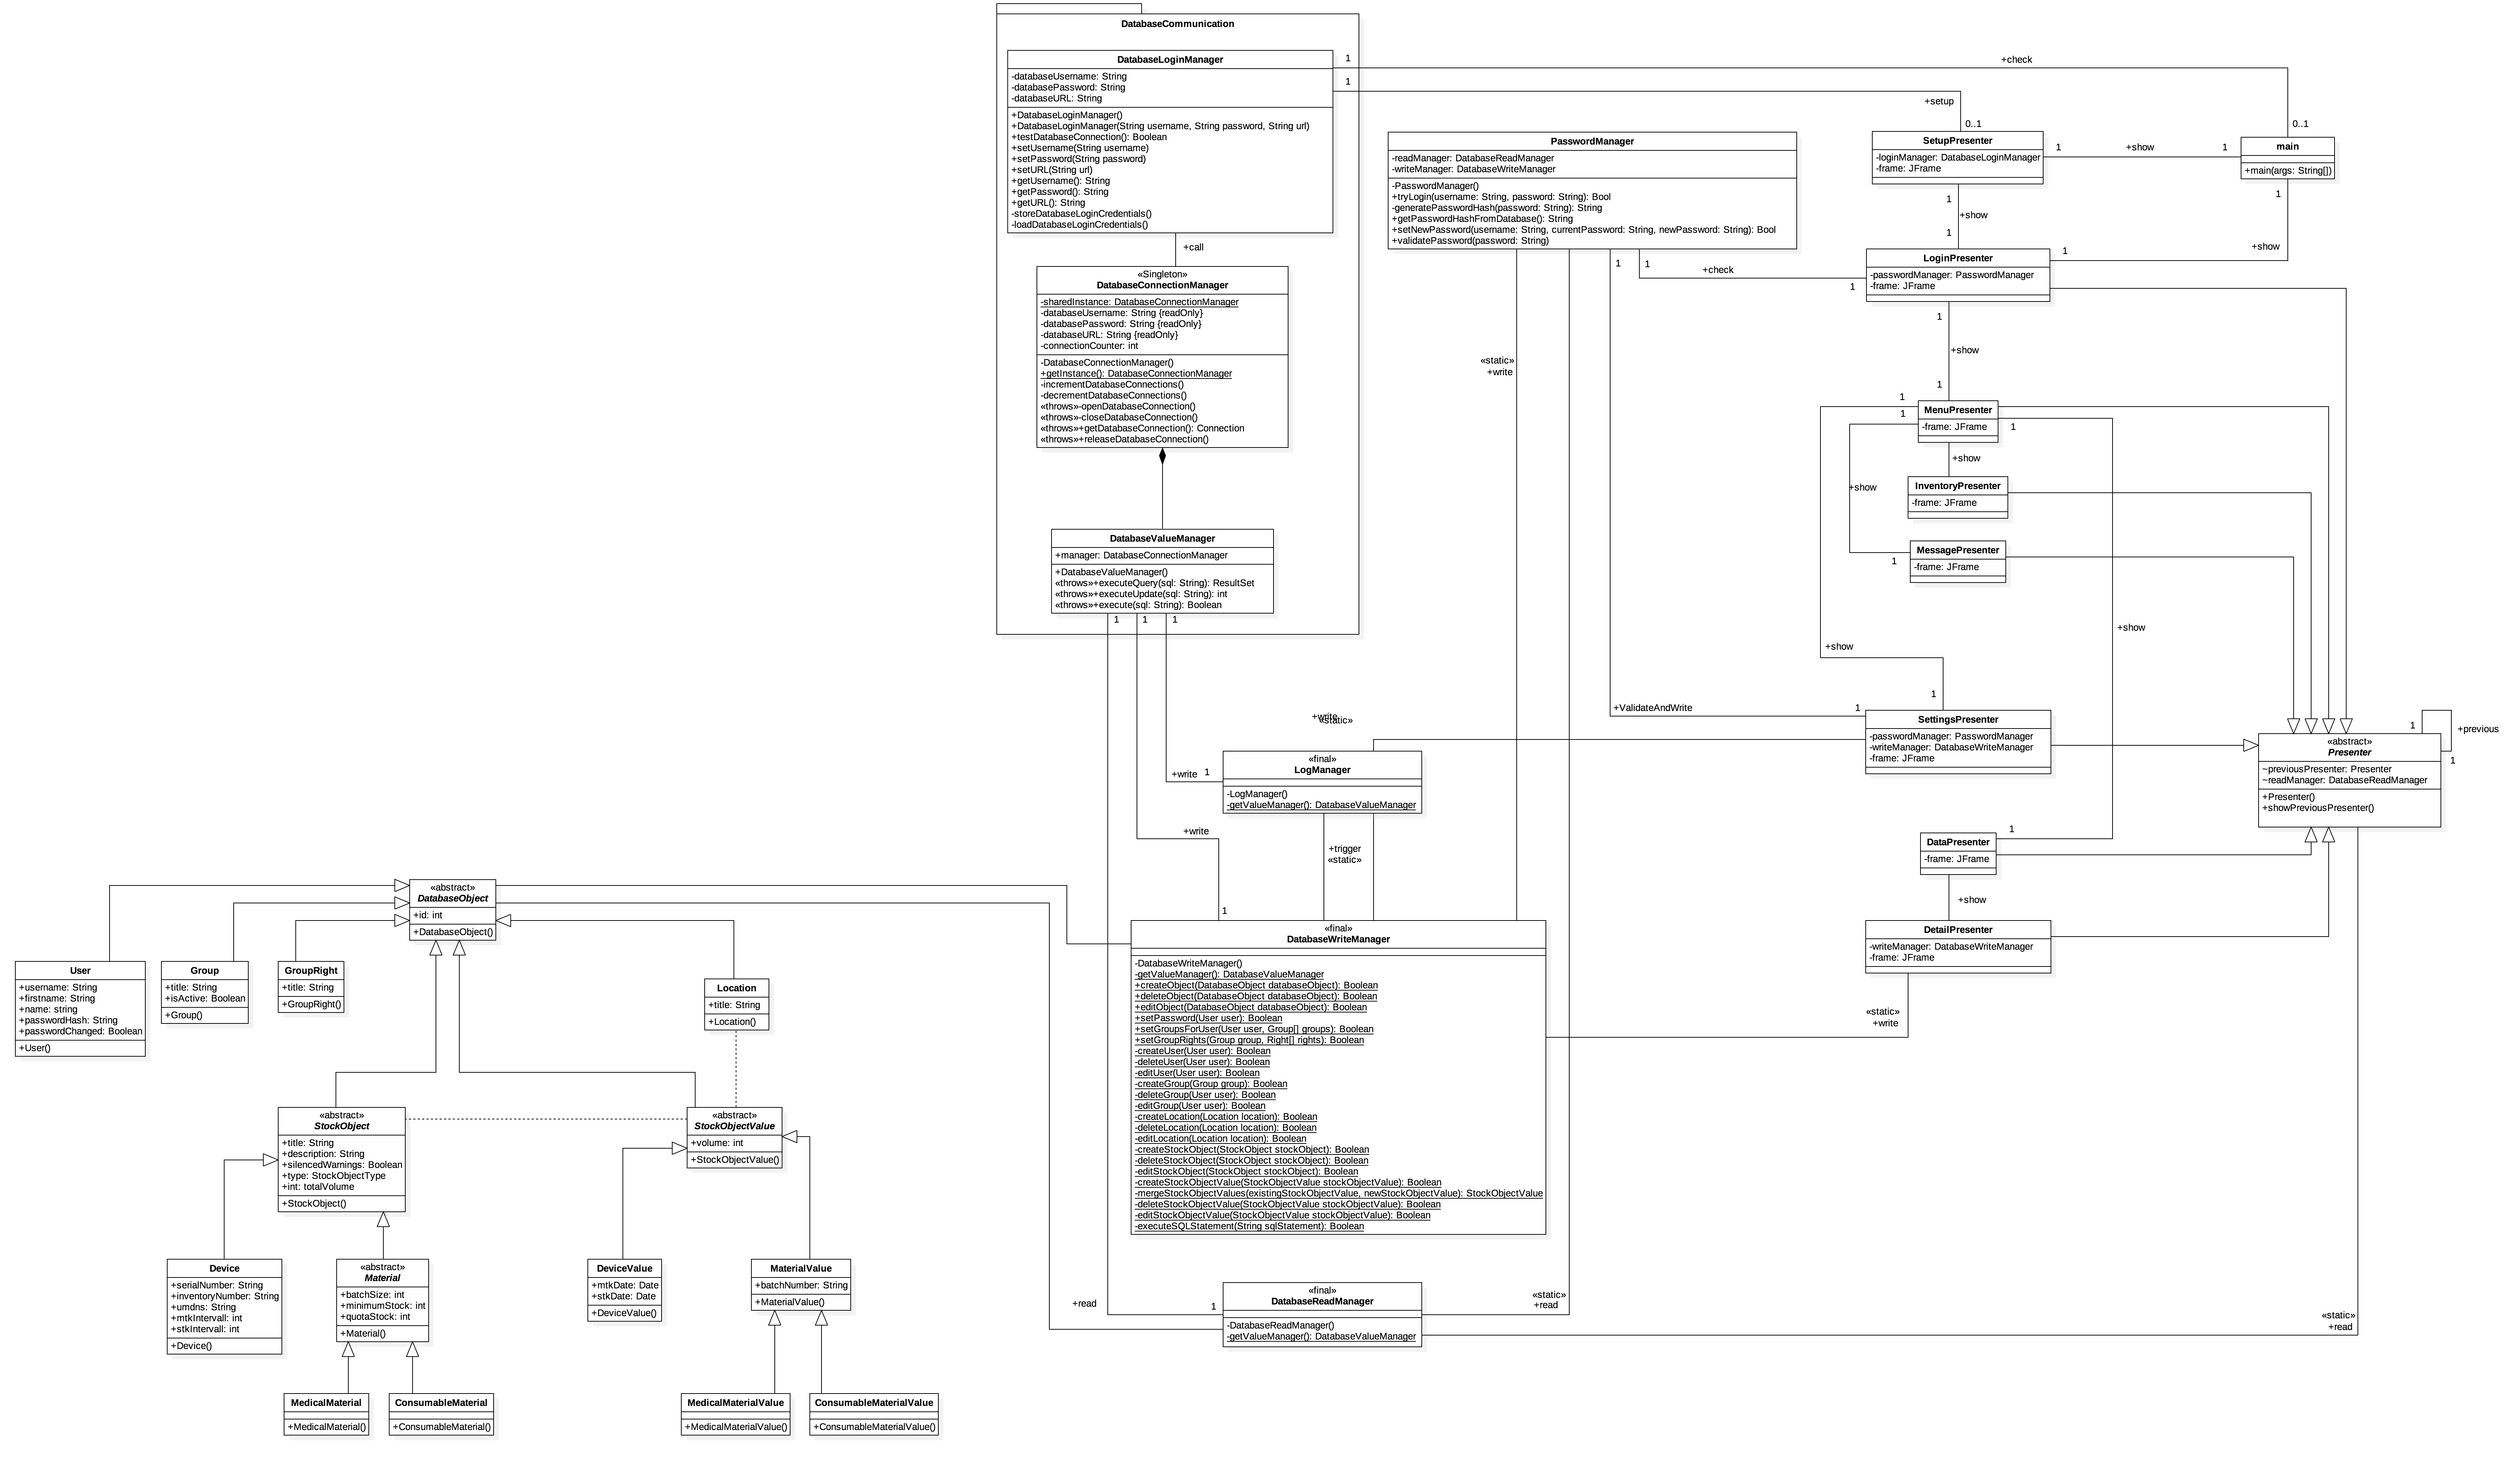 DatabaseCommunication
DatabaseLoginManager
-databaseUsername: String
-databasePassword: String
-databaseURL: String
+DatabaseLoginManager()
+DatabaseLoginManager(String username, String password, String url)
+testDatabaseConnection(): Boolean
+setUsername(String username)
+setPassword(String password)
+setURL(String url)
+getUsername(): String
+getPassword(): String
+getURL(): String
-storeDatabaseLoginCredentials()
-loadDatabaseLoginCredentials()
1
1
+check
+setup
0..1
0..1
+call
«Singleton»
DatabaseConnectionManager
-sharedInstance: DatabaseConnectionManager
-databaseUsername: String {readOnly}
-databasePassword: String {readOnly}
-databaseURL: String {readOnly}
-connectionCounter: int
-DatabaseConnectionManager()
+getInstance(): DatabaseConnectionManager
-incrementDatabaseConnections()
-decrementDatabaseConnections()
«throws»-openDatabaseConnection()
«throws»-closeDatabaseConnection()
«throws»+getDatabaseConnection(): Connection
«throws»+releaseDatabaseConnection()
DatabaseValueManager
+manager: DatabaseConnectionManager
+DatabaseValueManager()
«throws»+executeQuery(sql: String): ResultSet
«throws»+executeUpdate(sql: String): int
«throws»+execute(sql: String): Boolean
1
1
1
PasswordManager
-readManager: DatabaseReadManager
-writeManager: DatabaseWriteManager
-PasswordManager()
+tryLogin(username: String, password: String): Bool
-generatePasswordHash(password: String): String
+getPasswordHashFromDatabase(): String
+setNewPassword(username: String, currentPassword: String, newPassword: String): Bool
+validatePassword(password: String)
1
1
+check
1
«static»
+write
SetupPresenter
-loginManager: DatabaseLoginManager
-frame: JFrame
1
+show
1
main
+main(args: String[])
1
+show
1
1
+show
1
LoginPresenter
-passwordManager: PasswordManager
-frame: JFrame
1
+show
1
MenuPresenter
-frame: JFrame
1
1
1
+show
InventoryPresenter
-frame: JFrame
+show
MessagePresenter
-frame: JFrame
1
+show
+show
1
+ValidateAndWrite
1
SettingsPresenter
-passwordManager: PasswordManager
-writeManager: DatabaseWriteManager
-frame: JFrame
+write
«static»
«abstract»
Presenter
~previousPresenter: Presenter
~readManager: DatabaseReadManager
+Presenter()
+showPreviousPresenter()
1
+previous
1
«final»
LogManager
-LogManager()
-getValueManager(): DatabaseValueManager
+write
1
+write
1
+trigger
«static»
DataPresenter
-frame: JFrame
1
+show
DetailPresenter
-writeManager: DatabaseWriteManager
-frame: JFrame
«static»
+write
«final»
DatabaseWriteManager
-DatabaseWriteManager()
-getValueManager(): DatabaseValueManager
+createObject(DatabaseObject databaseObject): Boolean
+deleteObject(DatabaseObject databaseObject): Boolean
+editObject(DatabaseObject databaseObject): Boolean
+setPassword(User user): Boolean
+setGroupsForUser(User user, Group[] groups): Boolean
+setGroupRights(Group group, Right[] rights): Boolean
-createUser(User user): Boolean
-deleteUser(User user): Boolean
-editUser(User user): Boolean
-createGroup(Group group): Boolean
-deleteGroup(User user): Boolean
-editGroup(User user): Boolean
-createLocation(Location location): Boolean
-deleteLocation(Location location): Boolean
-editLocation(Location location): Boolean
-createStockObject(StockObject stockObject): Boolean
-deleteStockObject(StockObject stockObject): Boolean
-editStockObject(StockObject stockObject): Boolean
-createStockObjectValue(StockObjectValue stockObjectValue): Boolean
-mergeStockObjectValues(existingStockObjectValue, newStockObjectValue): StockObjectValue
-deleteStockObjectValue(StockObjectValue stockObjectValue): Boolean
-editStockObjectValue(StockObjectValue stockObjectValue): Boolean
-executeSQLStatement(String sqlStatement): Boolean
+read
1
«final»
DatabaseReadManager
-DatabaseReadManager()
-getValueManager(): DatabaseValueManager
«static»
+read
«static»
+read
«abstract»
DatabaseObject
+id: int
+DatabaseObject()
User
+username: String
+firstname: String
+name: string
+passwordHash: String
+passwordChanged: Boolean
+User()
Group
+title: String
+isActive: Boolean
+Group()
GroupRight
+title: String
+GroupRight()
Location
+title: String
+Location()
«abstract»
StockObject
+title: String
+description: String
+silencedWarnings: Boolean
+type: StockObjectType
+int: totalVolume
+StockObject()
«abstract»
StockObjectValue
+volume: int
+StockObjectValue()
Device
+serialNumber: String
+inventoryNumber: String
+umdns: String
+mtkIntervall: int
+stkIntervall: int
+Device()
«abstract»
Material
+batchSize: int
+minimumStock: int
+quotaStock: int
+Material()
DeviceValue
+mtkDate: Date
+stkDate: Date
+DeviceValue()
MaterialValue
+batchNumber: String
+MaterialValue()
MedicalMaterial
+MedicalMaterial()
ConsumableMaterial
+ConsumableMaterial()
MedicalMaterialValue
+MedicalMaterialValue()
ConsumableMaterialValue
+ConsumableMaterialValue()